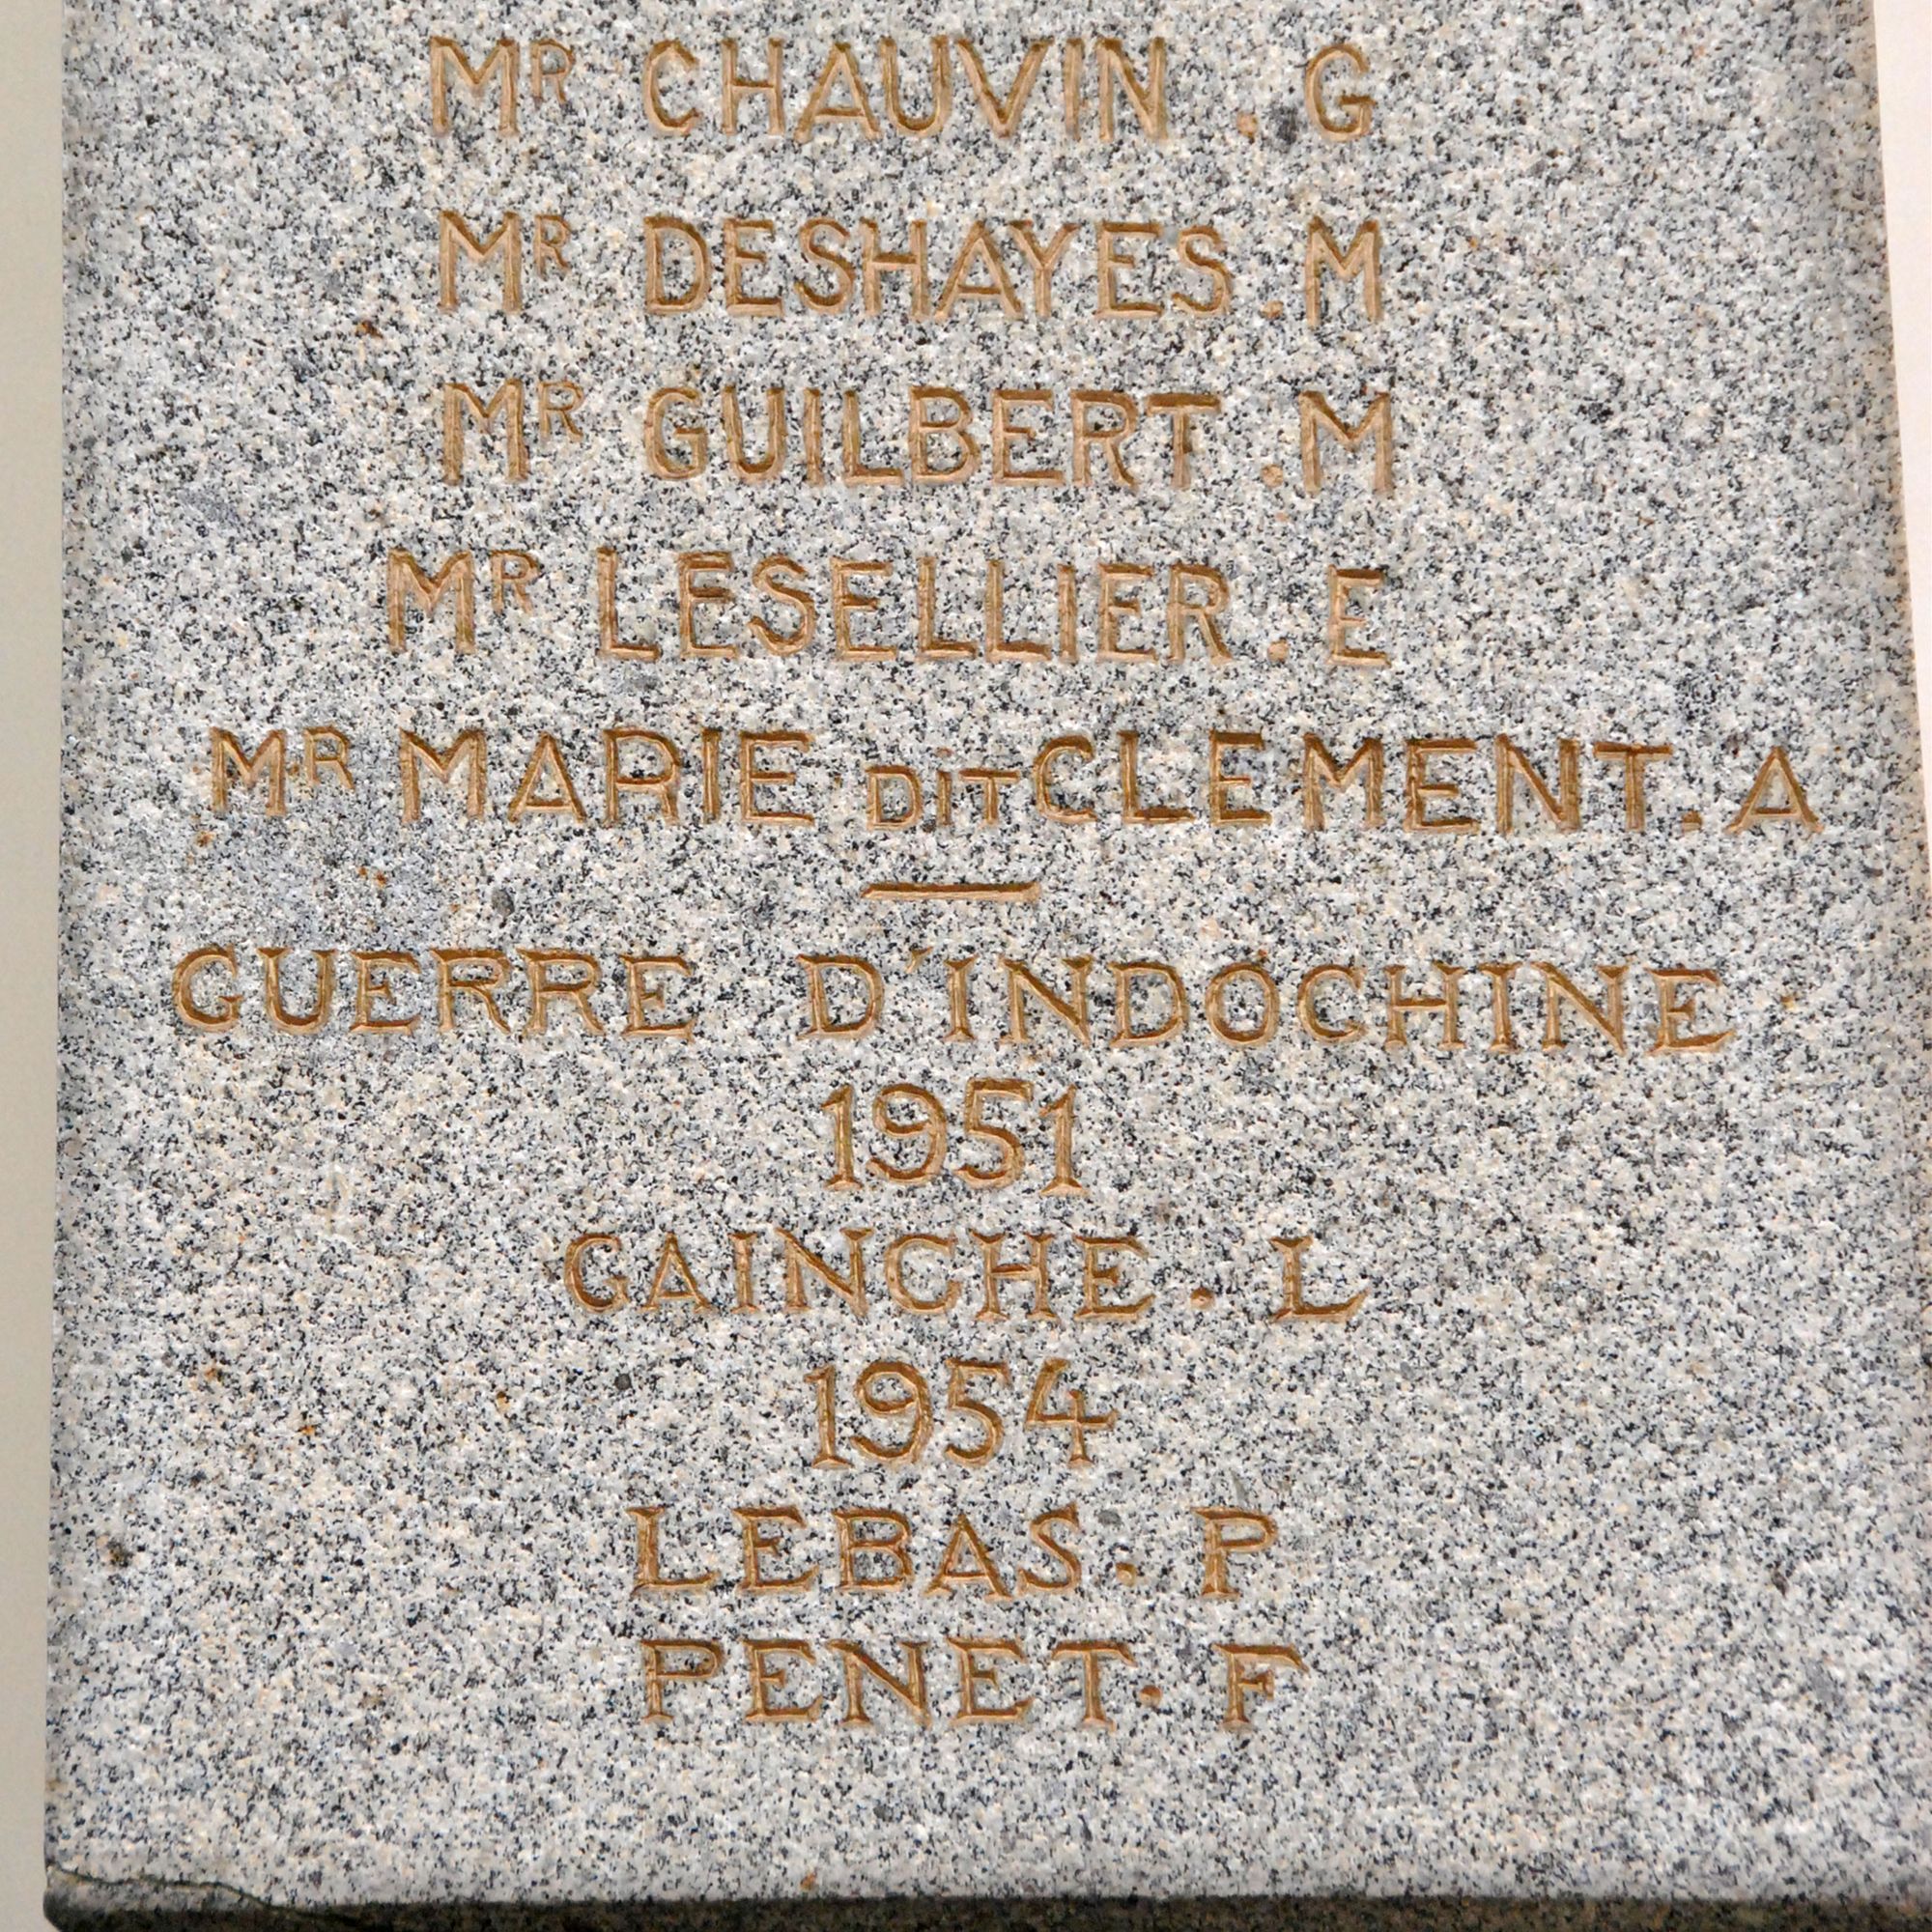 MR CHAUVIN . G
MR DESHAYES . M
MR GUILBERT . M
MR LESELLIER . E
MR MARIE DIT CLEMENT . A
GUERRE D'INDOCHINE
1951
GAINCHE . L
1954
LEBAS . P
PENET . F